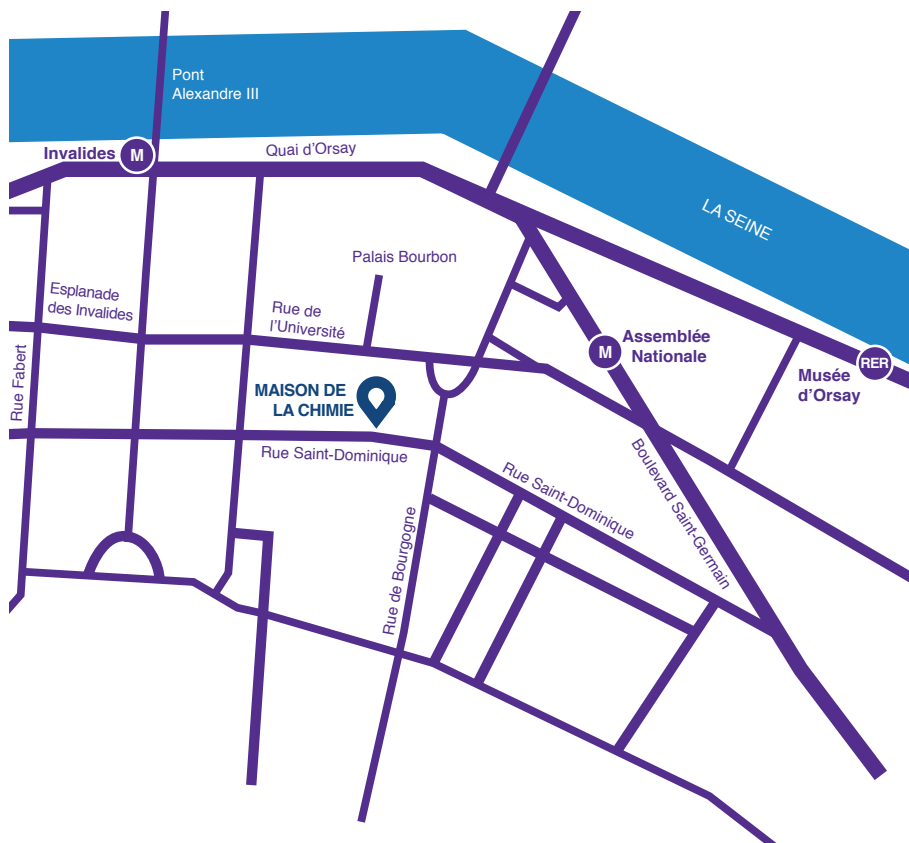 Pont
Alexandre III
Invalides
M
Quai d'Orsay
LA SEINE
Palais Bourbon
Esplanade
des Invalides
Rue de
l'Université
M
Assemblée
Nationale
RER
Musée
d'Orsay
Rue Fabert
MAISON DE
LA CHIMIE
Rue Saint-Dominique
Rue Saint-Dominique
Boulevard Saint-Germain
Rue de Bourgogne